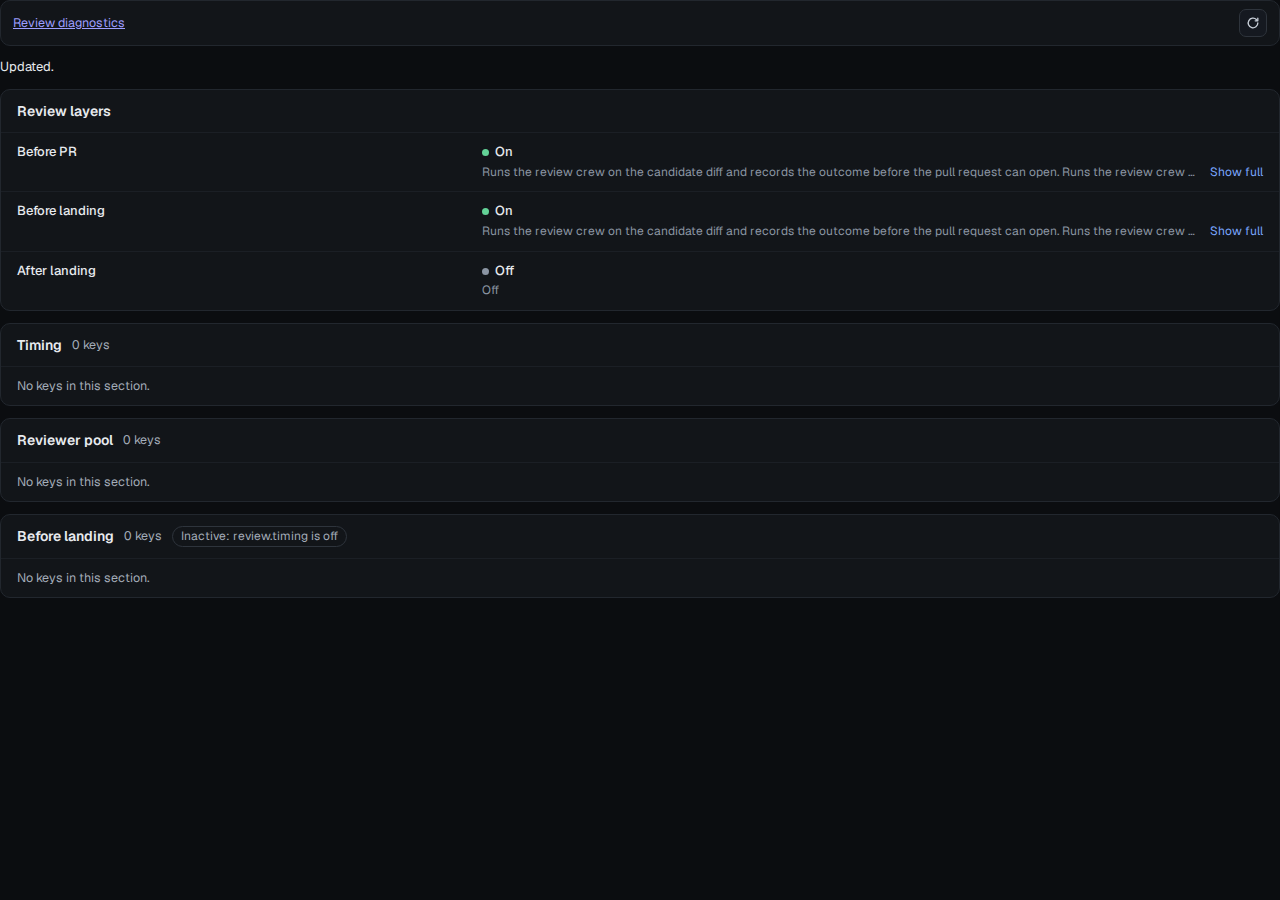 Review diagnostics
Updated.
Review layers
Before PR
On
Runs the review crew on the candidate diff and records the outcome before the pull request can open. Runs the review crew … Show full
Before landing
On
Runs the review crew on the candidate diff and records the outcome before the pull request can open. Runs the review crew … Show full
After landing
Off
Off
Timing 0 keys
No keys in this section.
Reviewer pool 0 keys
No keys in this section.
Before landing 0 keys Inactive: review.timing is off
No keys in this section.